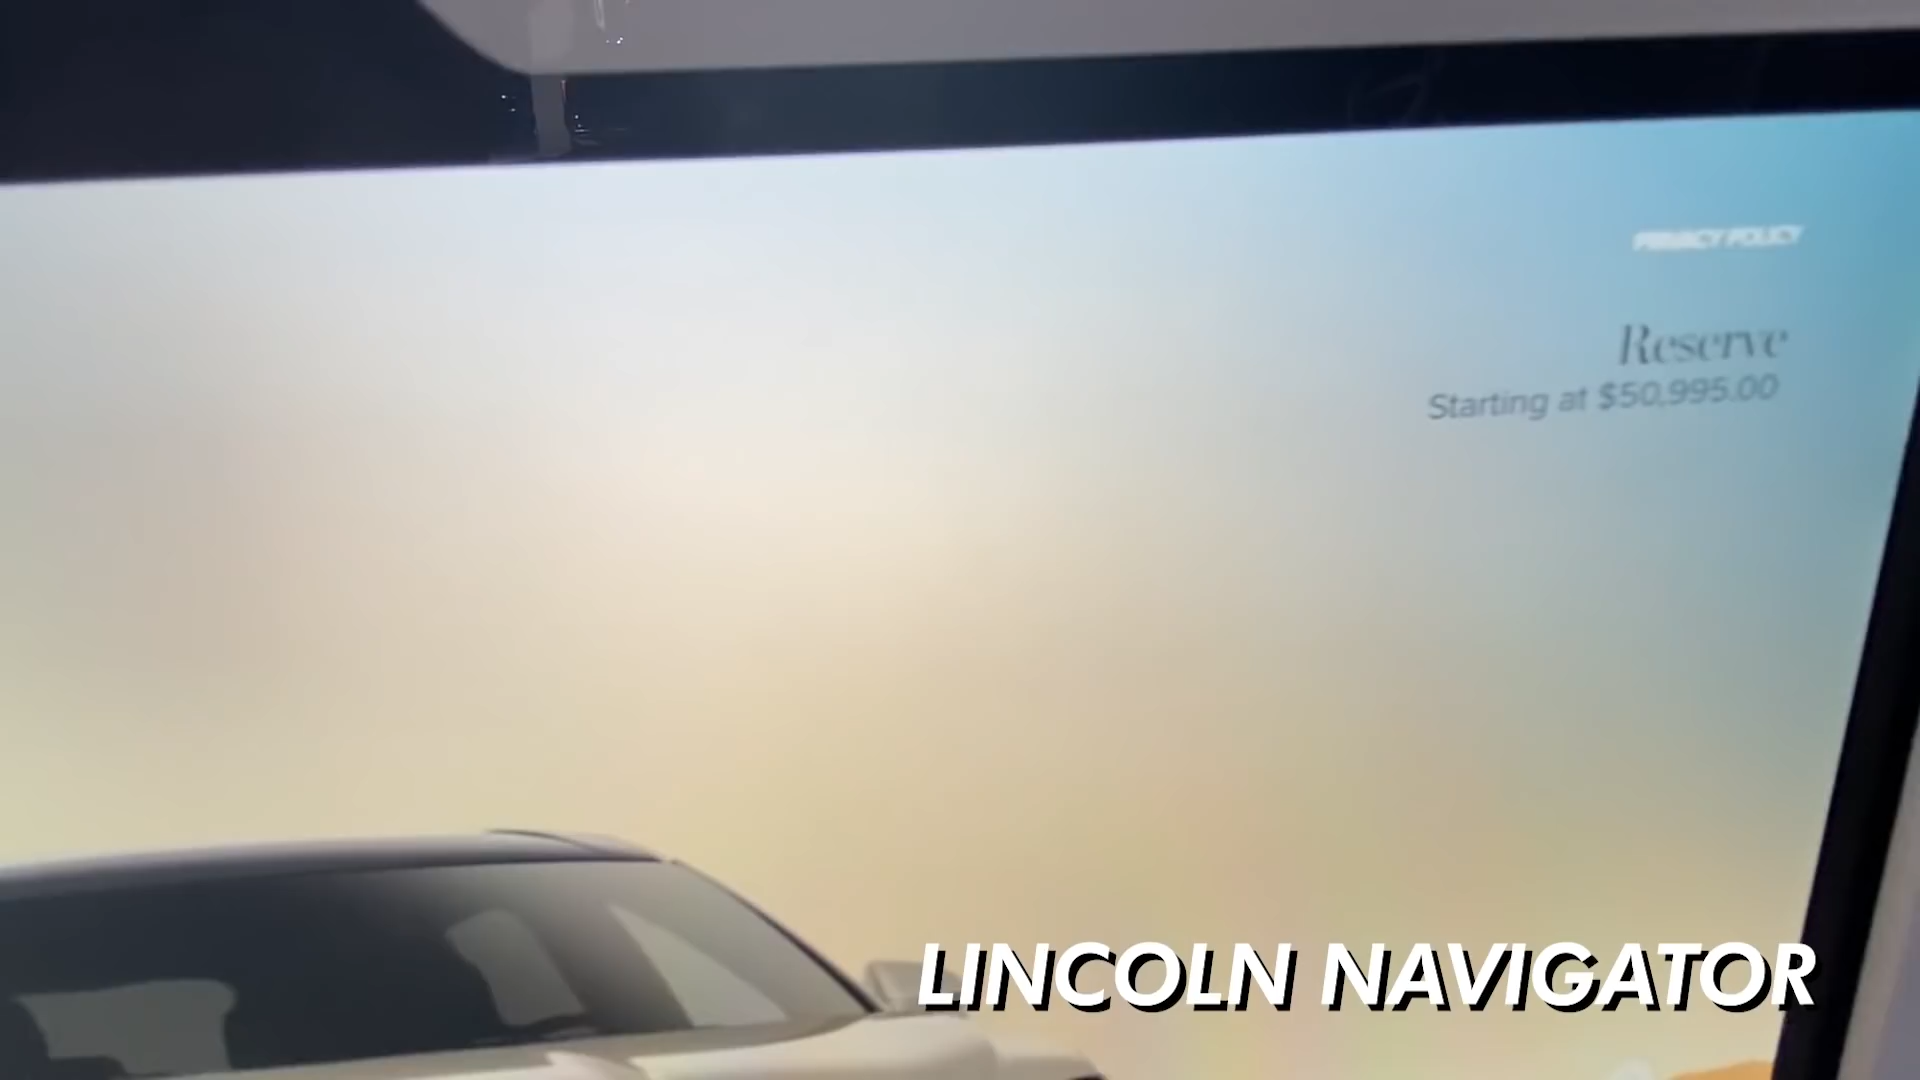 PRIVACY POLICY
Reserve
Starting at $50,995.00
LINCOLN NAVIGATOR